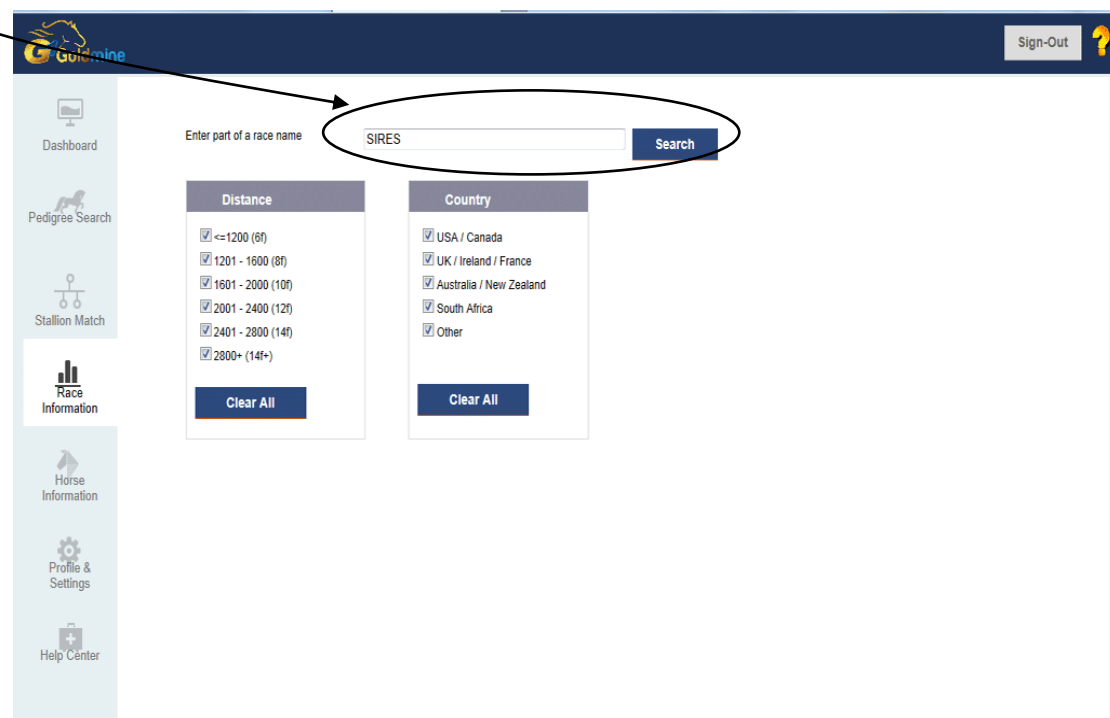 G Goldmine
Sign-Out
?
Dashboard
Pedigree Search
Stallion Match
Race
Information
Horse
Information
Profile &
Settings
Help Center
Enter part of a race name
SIRES
Search
Distance
<=1200 (6f)
1201 - 1600 (8f)
1601 - 2000 (10f)
2001 - 2400 (12f)
2401 - 2800 (14f)
2800+ (14f+)
Clear All
Country
USA / Canada
UK / Ireland / France
Australia / New Zealand
South Africa
Other
Clear All